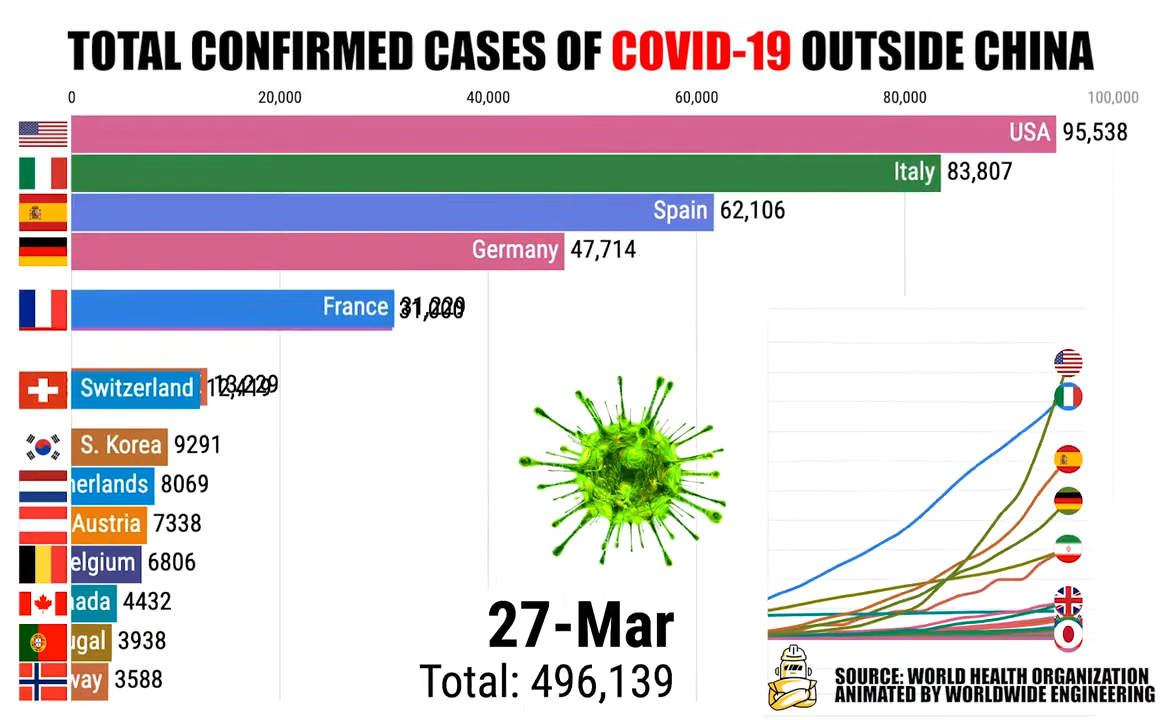 TOTAL CONFIRMED CASES OF COVID-19 OUTSIDE CHINA
0 20,000 40,000 60,000 80,000 100,000
USA 95,538
Italy 83,807
Spain 62,106
Germany 47,714
France
Switzerland
S. Korea 9291
erlands 8069
Austria 7338
elgium 6806
ada 4432
ugal 3938
way 3588
27-Mar
Total: 496,139
SOURCE: WORLD HEALTH ORGANIZATION
ANIMATED BY WORLDWIDE ENGINEERING